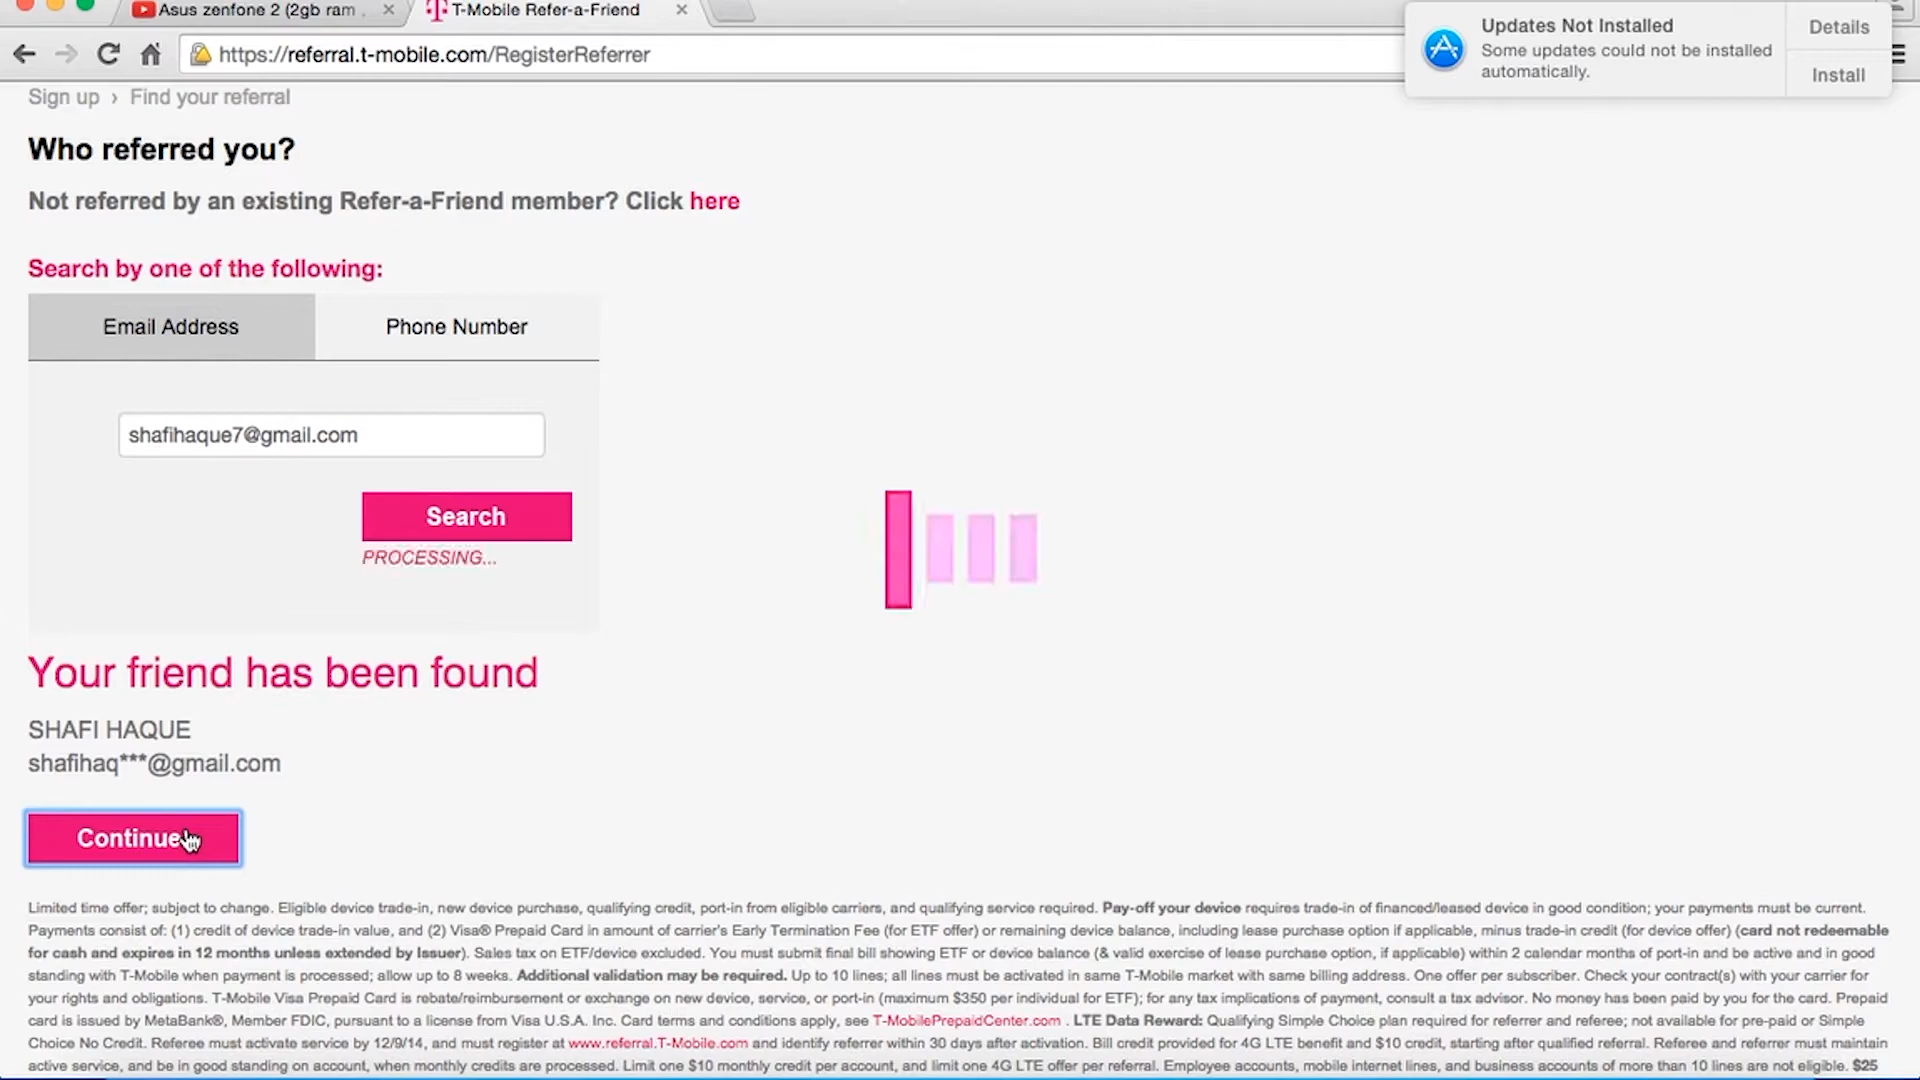 Asus zenfone 2 (2gb ram
T-Mobile Refer-a-Friend
https://referral.t-mobile.com/RegisterReferrer
Updates Not Installed
Some updates could not be installed
automatically.
Details
Install
Sign up › Find your referral
Who referred you?
Not referred by an existing Refer-a-Friend member? Click here
Search by one of the following:
Email Address
Phone Number
shafihaque7@gmail.com
Search
PROCESSING...
Your friend has been found
SHAFI HAQUE
shafihaq***@gmail.com
Continue
Limited time offer; subject to change. Eligible device trade-in, new device purchase, qualifying credit, port-in from eligible carriers, and qualifying service required. Pay-off your device requires trade-in of financed/leased device in good condition; your payments must be current.
Payments consist of: (1) credit of device trade-in value, and (2) Visa® Prepaid Card in amount of carrier's Early Termination Fee (for ETF offer) or remaining device balance, including lease purchase option if applicable, minus trade-in credit (for device offer) (card not redeemable
for cash and expires in 12 months unless extended by Issuer). Sales tax on ETF/device excluded. You must submit final bill showing ETF or device balance (& valid exercise of lease purchase option, if applicable) within 2 calendar months of port-in and be active and in good
standing with T-Mobile when payment is processed; allow up to 8 weeks. Additional validation may be required. Up to 10 lines; all lines must be activated in same T-Mobile market with same billing address. One offer per subscriber. Check your contract(s) with your carrier for
your rights and obligations. T-Mobile Visa Prepaid Card is rebate/reimbursement or exchange on new device, service, or port-in (maximum $350 per individual for ETF); for any tax implications of payment, consult a tax advisor. No money has been paid by you for the card. Prepaid
card is issued by MetaBank®, Member FDIC, pursuant to a license from Visa U.S.A. Inc. Card terms and conditions apply, see T-MobilePrepaidCenter.com . LTE Data Reward: Qualifying Simple Choice plan required for referrer and referee; not available for pre-paid or Simple
Choice No Credit. Referee must activate service by 12/9/14, and must register at www.referral.T-Mobile.com and identify referrer within 30 days after activation. Bill credit provided for 4G LTE benefit and $10 credit, starting after qualified referral. Referee and referrer must maintain
active service, and be in good standing on account, when monthly credits are processed. Limit one $10 monthly credit per account, and limit one 4G LTE offer per referral. Employee accounts, mobile internet lines, and business accounts of more than 10 lines are not eligible. $25